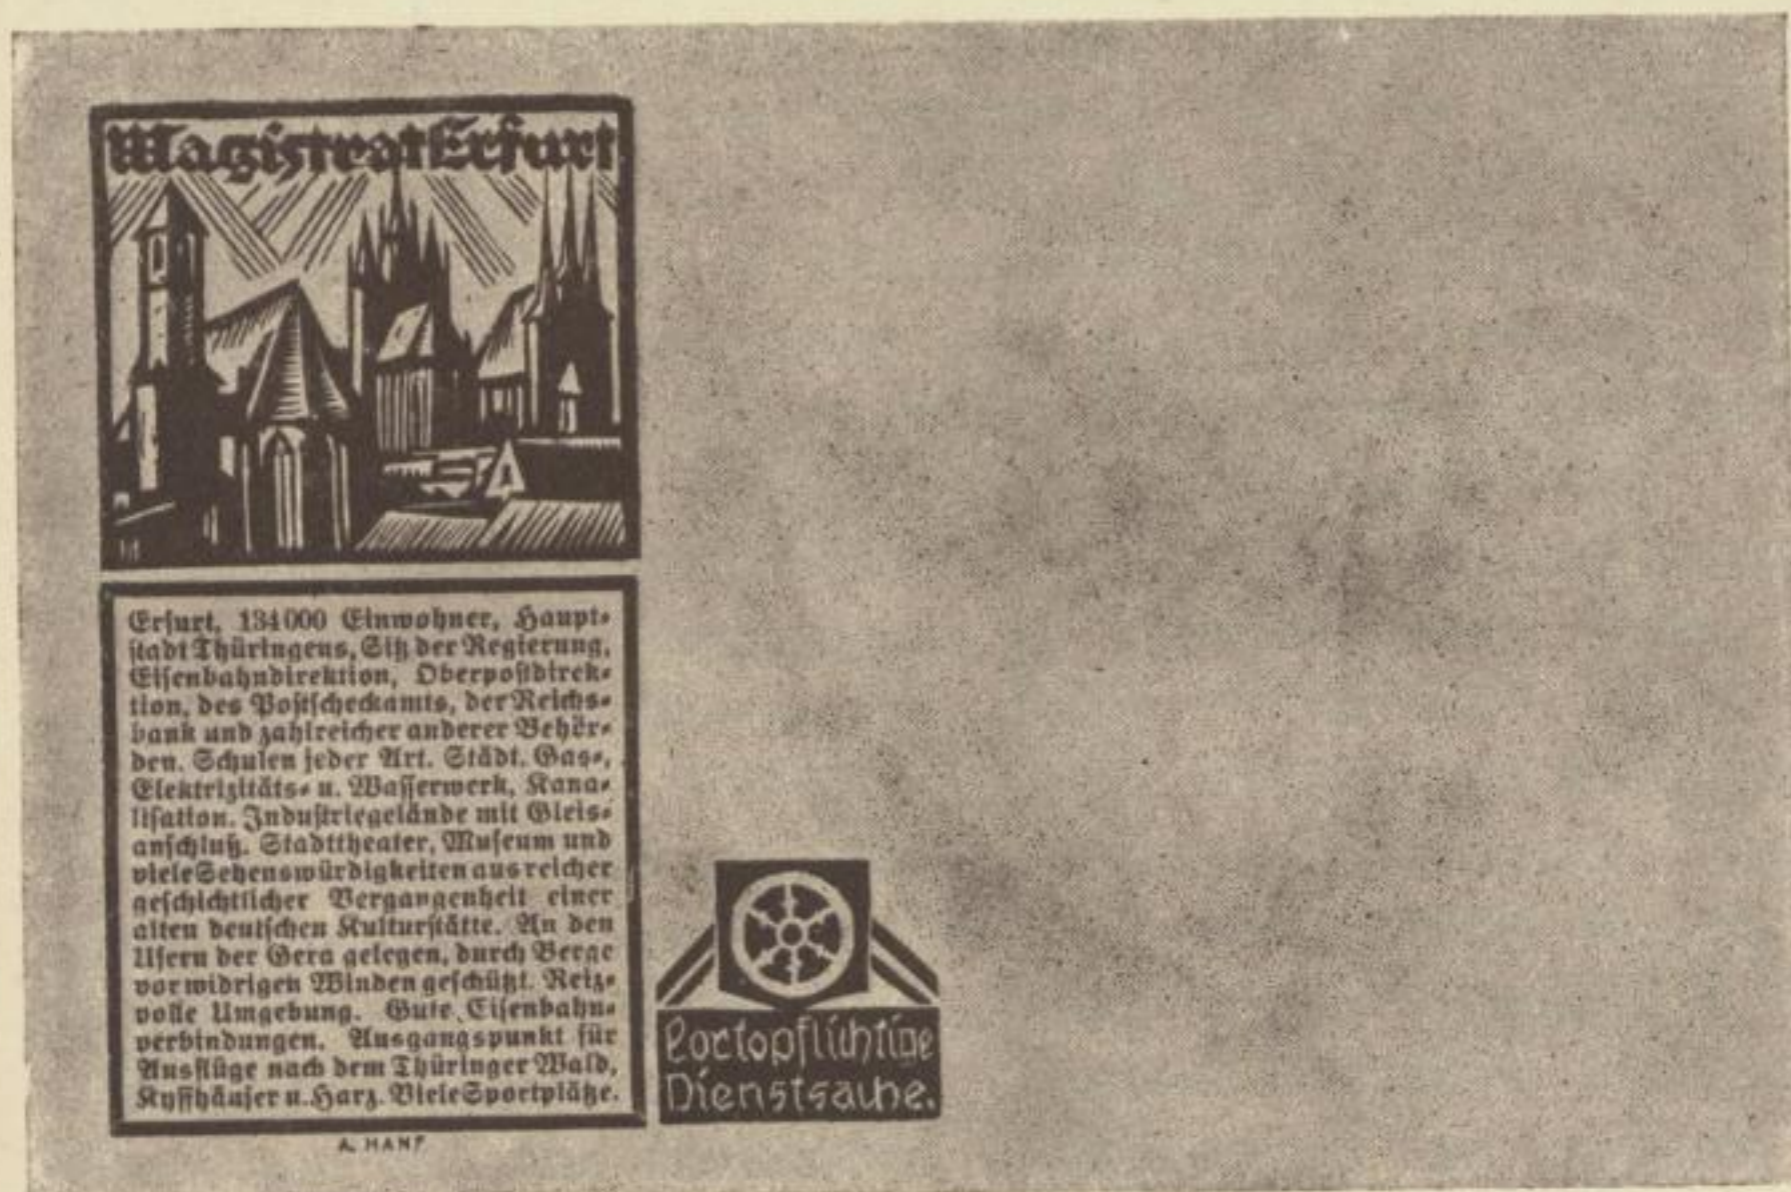 Magistrat Erfurt
Erfurt, 134000 Einwohner, Haupt-
stadt Thüringens, Sitz der Regierung,
Eisenbahndirektion, Oberpostdirek-
tion, des Postscheckamts, der Reichs-
bank und zahlreicher anderer Behör-
den. Schulen jeder Art. Städt. Gas-,
Elektrizitäts- u. Wasserwerk, Kana-
lisation. Industriegelände mit Gleis-
anschluß. Stadttheater, Museum und
viele Sehenswürdigkeiten aus reicher
geschichtlicher Vergangenheit einer
alten deutschen Kulturstätte. An den
Ufern der Gera gelegen, durch Berge
vor widrigen Winden geschützt. Reiz-
volle Umgebung. Gute Eisenbahn-
verbindungen. Ausgangspunkt für
Ausflüge nach dem Thüringer Wald,
Kyffhäuser u. Harz. Viele Sportplätze.
A. HANF
Portopflichtige
Dienstsache.